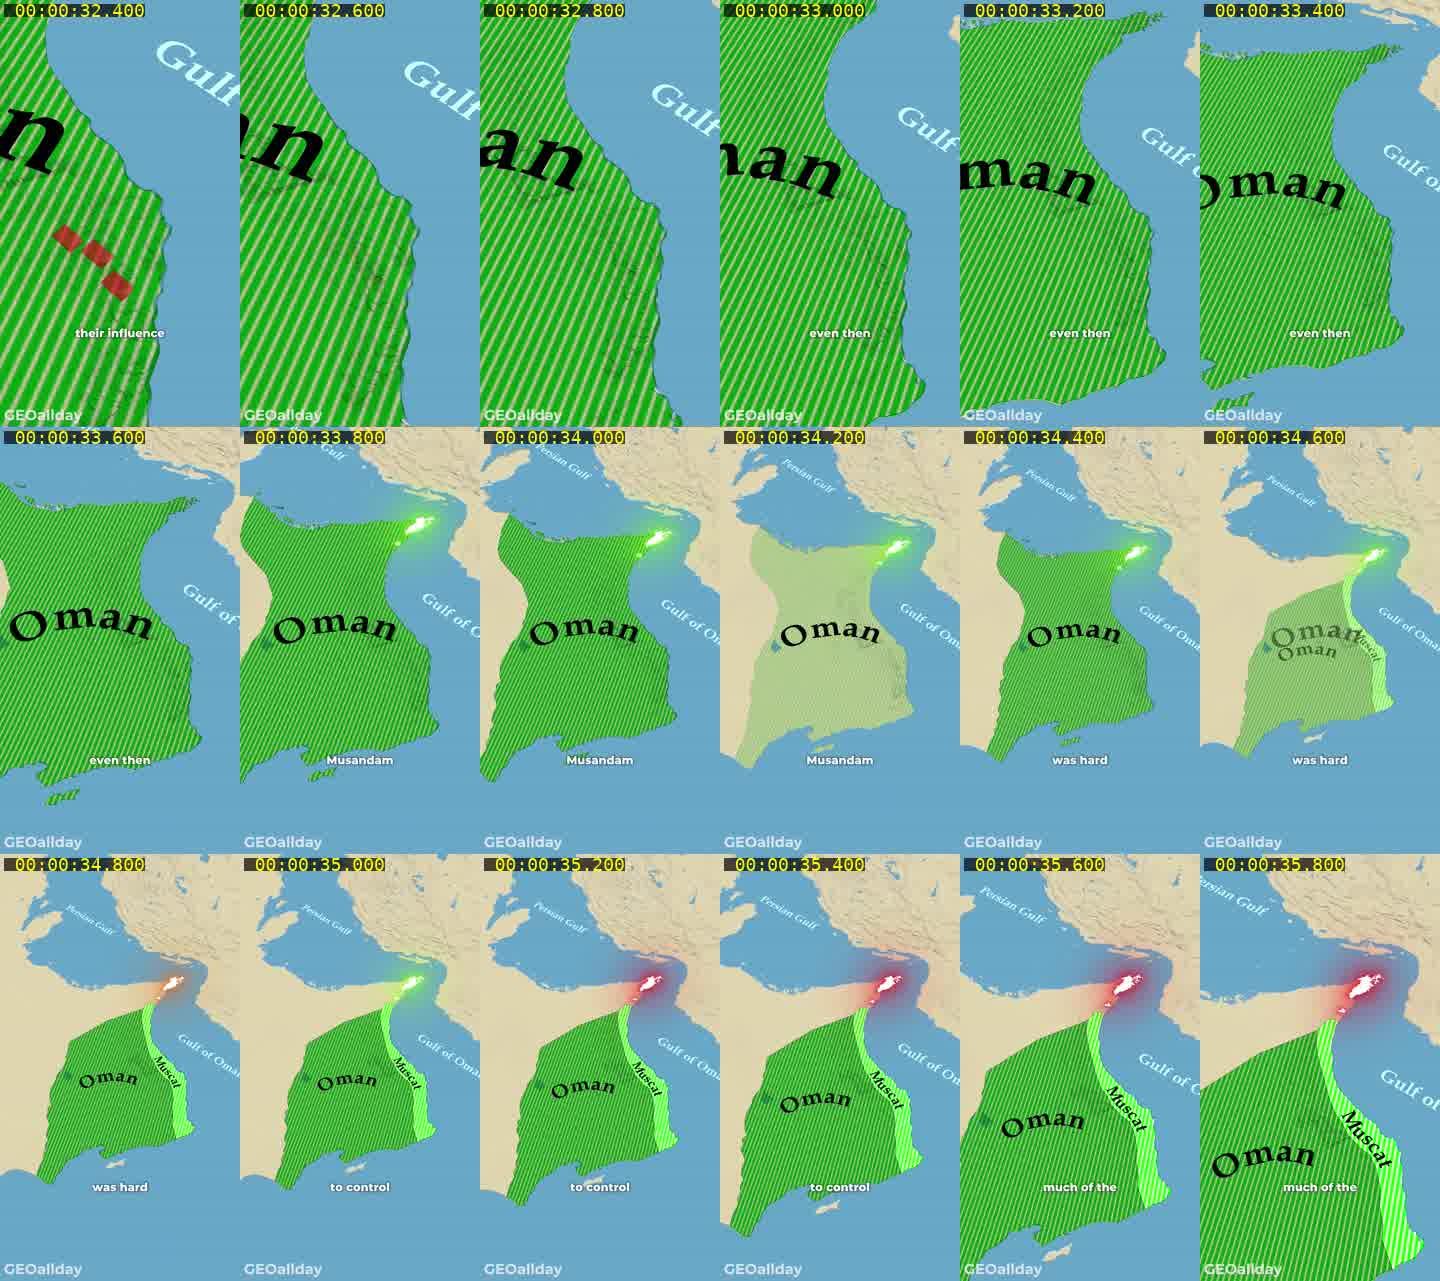 00:00:32.400
Gulf
n
their influence
GEOallday
00:00:32.600
Gulf
an
GEOallday
00:00:32.800
Gulf
an
GEOallday
00:00:33.000
Gulf
nan
even then
GEOallday
00:00:33.200
Gulf
man
even then
GEOallday
00:00:33.400
Gulf o
Oman
even then
GEOallday
00:00:33.600
Gulf of
Oman
even then
GEOallday
00:00:33.800
Gulf
Gulf of O
Oman
Musandam
GEOallday
00:00:34.000
Persian Gulf
Gulf of On
Oman
Musandam
GEOallday
00:00:34.200
Persian Gulf
Gulf of Om
Oman
Musandam
GEOallday
00:00:34.400
Persian Gulf
Gulf of Oma
Oman
was hard
GEOallday
00:00:34.600
Persian Gulf
Gulf of Oma
Oman
Muscat
Oman
was hard
GEOallday
00:00:34.800
Persian Gulf
Gulf of Oma
Muscat
Oman
was hard
GEOallday
00:00:35.000
Persian Gulf
Gulf of Oma
Muscat
Oman
to control
GEOallday
00:00:35.200
Persian Gulf
Gulf of Oma
Muscat
Oman
to control
GEOallday
00:00:35.400
Persian Gulf
Gulf of On
Muscat
Oman
to control
GEOallday
00:00:35.600
Persian Gulf
Gulf of O
Muscat
Oman
much of the
GEOallday
00:00:35.800
ersian Gulf
Gulf of
Muscat
Oman
much of the
GEOallday